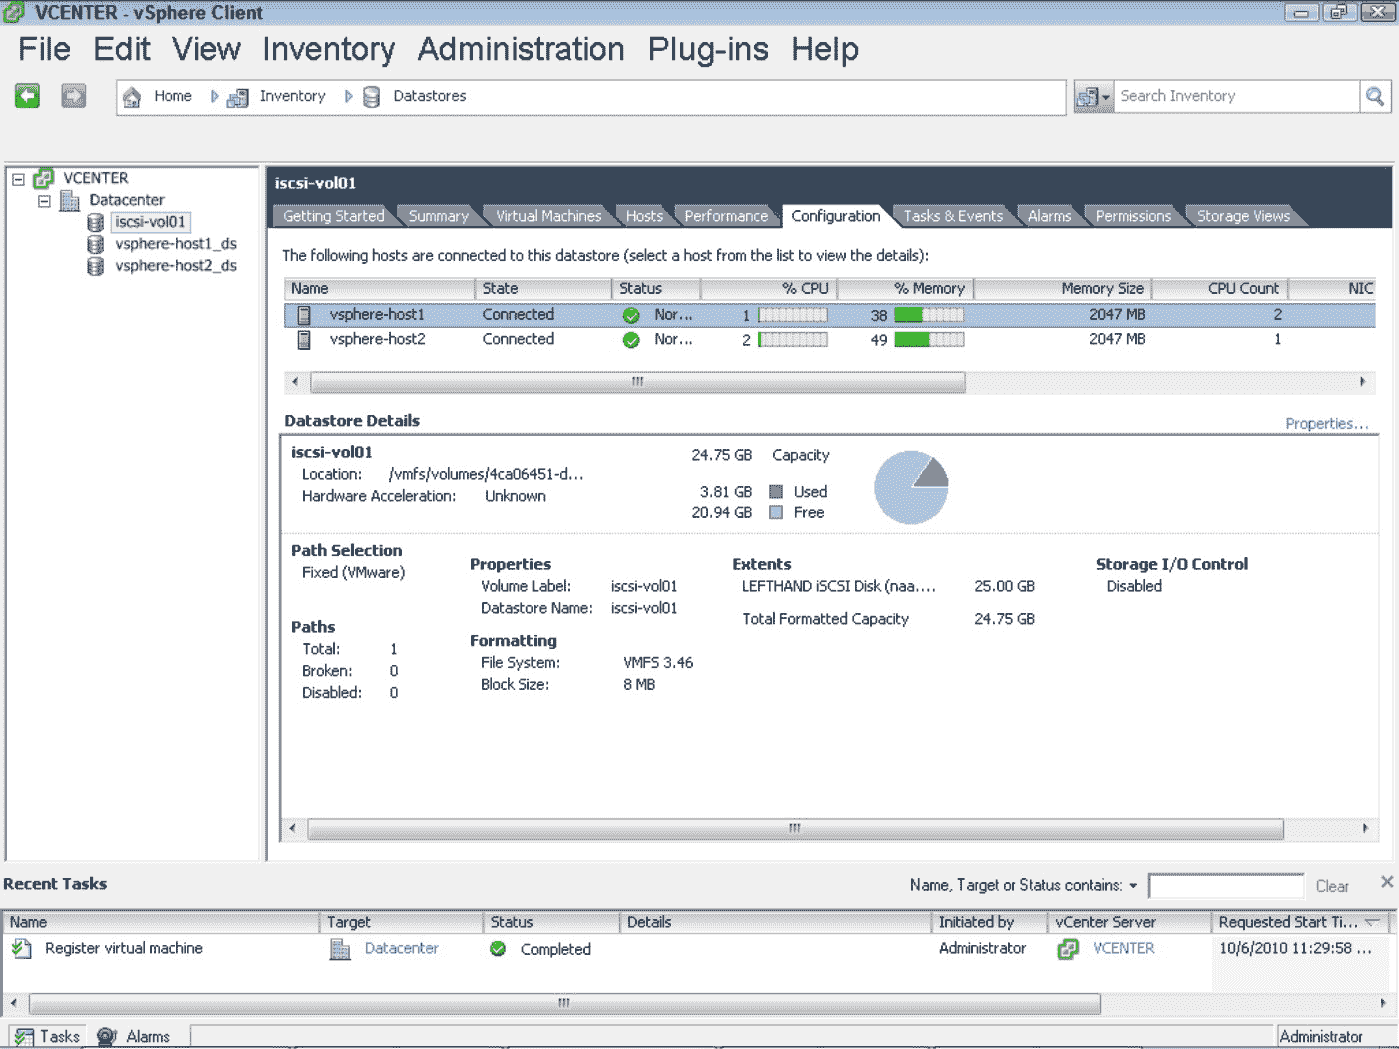 VCENTER - vSphere Client
File Edit View Inventory Administration Plug-ins Help
Home Inventory Datastores Search Inventory
VCENTER
Datacenter
iscsi-vol01
vsphere-host1_ds
vsphere-host2_ds
iscsi-vol01
Getting Started Summary Virtual Machines Hosts Performance Configuration Tasks & Events Alarms Permissions Storage Views
The following hosts are connected to this datastore (select a host from the list to view the details):
Name State Status % CPU % Memory Memory Size CPU Count NIC
vsphere-host1 Connected Nor... 1 38 2047 MB 2
vsphere-host2 Connected Nor... 2 49 2047 MB 1
Datastore Details Properties...
iscsi-vol01 24.75 GB Capacity
Location: /vmfs/volumes/4ca06451-d...
Hardware Acceleration: Unknown 3.81 GB Used
20.94 GB Free
Path Selection
Fixed (VMware)
Paths
Total: 1
Broken: 0
Disabled: 0
Properties
Volume Label: iscsi-vol01
Datastore Name: iscsi-vol01
Formatting
File System: VMFS 3.46
Block Size: 8 MB
Extents
LEFTHAND iSCSI Disk (naa.... 25.00 GB
Total Formatted Capacity 24.75 GB
Storage I/O Control
Disabled
Recent Tasks Name, Target or Status contains: Clear
Name Target Status Details Initiated by vCenter Server Requested Start Ti...
Register virtual machine Datacenter Completed Administrator VCENTER 10/6/2010 11:29:58 ...
Tasks Alarms Administrator